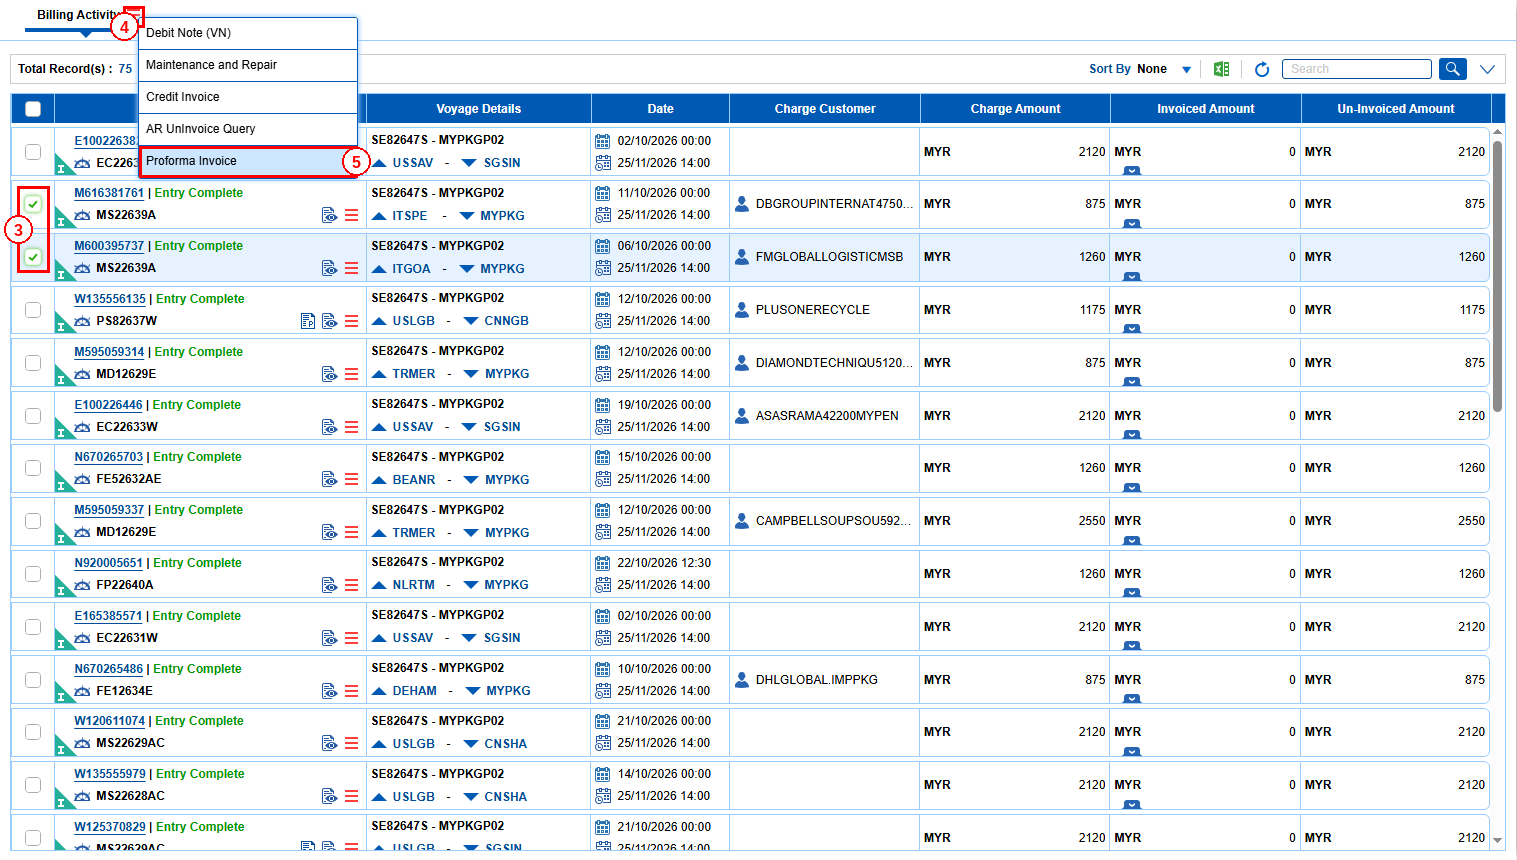 Billing Activity
4
Debit Note (VN)
Maintenance and Repair
Credit Invoice
AR UnInvoice Query
Proforma Invoice
5
Total Record(s) : 75
Sort By None
Search
Voyage Details Date Charge Customer Charge Amount Invoiced Amount Un-Invoiced Amount
SE82647S - MYPKGP02 02/10/2026 00:00
I USSAV - SGSIN 25/11/2026 14:00
MYR 2120 MYR 0 MYR 2120
3
M616381761 | Entry Complete SE82647S - MYPKGP02 11/10/2026 00:00
I MS22639A ITSPE - MYPKG 25/11/2026 14:00
DBGROUPINTERNAT4750... MYR 875 MYR 0 MYR 875
M600395737 | Entry Complete SE82647S - MYPKGP02 06/10/2026 00:00
I MS22639A ITGOA - MYPKG 25/11/2026 14:00
FMGLOBALLOGISTICMSB MYR 1260 MYR 0 MYR 1260
W135556135 | Entry Complete SE82647S - MYPKGP02 12/10/2026 00:00
I PS82637W USLGB - CNNGB 25/11/2026 14:00
PLUSONERECYCLE MYR 1175 MYR 0 MYR 1175
M595059314 | Entry Complete SE82647S - MYPKGP02 12/10/2026 00:00
I MD12629E TRMER - MYPKG 25/11/2026 14:00
DIAMONDTECHNIQU5120... MYR 875 MYR 0 MYR 875
E100226446 | Entry Complete SE82647S - MYPKGP02 19/10/2026 00:00
I EC22633W USSAV - SGSIN 25/11/2026 14:00
ASASRAMA42200MYPEN MYR 2120 MYR 0 MYR 2120
N670265703 | Entry Complete SE82647S - MYPKGP02 15/10/2026 00:00
I FE52632AE BEANR - MYPKG 25/11/2026 14:00
MYR 1260 MYR 0 MYR 1260
M595059337 | Entry Complete SE82647S - MYPKGP02 12/10/2026 00:00
I MD12629E TRMER - MYPKG 25/11/2026 14:00
CAMPBELLSOUPSOU592... MYR 2550 MYR 0 MYR 2550
N920005651 | Entry Complete SE82647S - MYPKGP02 22/10/2026 12:30
I FP22640A NLRTM - MYPKG 25/11/2026 14:00
MYR 1260 MYR 0 MYR 1260
E165385571 | Entry Complete SE82647S - MYPKGP02 02/10/2026 00:00
I EC22631W USSAV - SGSIN 25/11/2026 14:00
MYR 2120 MYR 0 MYR 2120
N670265486 | Entry Complete SE82647S - MYPKGP02 10/10/2026 00:00
I FE12634E DEHAM - MYPKG 25/11/2026 14:00
DHLGLOBAL.IMPPKG MYR 875 MYR 0 MYR 875
W120611074 | Entry Complete SE82647S - MYPKGP02 21/10/2026 00:00
I MS22629AC USLGB - CNSHA 25/11/2026 14:00
MYR 2120 MYR 0 MYR 2120
W135555979 | Entry Complete SE82647S - MYPKGP02 14/10/2026 00:00
I MS22628AC USLGB - CNSHA 25/11/2026 14:00
MYR 2120 MYR 0 MYR 2120
W125370829 | Entry Complete SE82647S - MYPKGP02 21/10/2026 00:00
I MS22629AC USLGB - SGSIN 25/11/2026 14:00
MYR 2120 MYR 0 MYR 2120